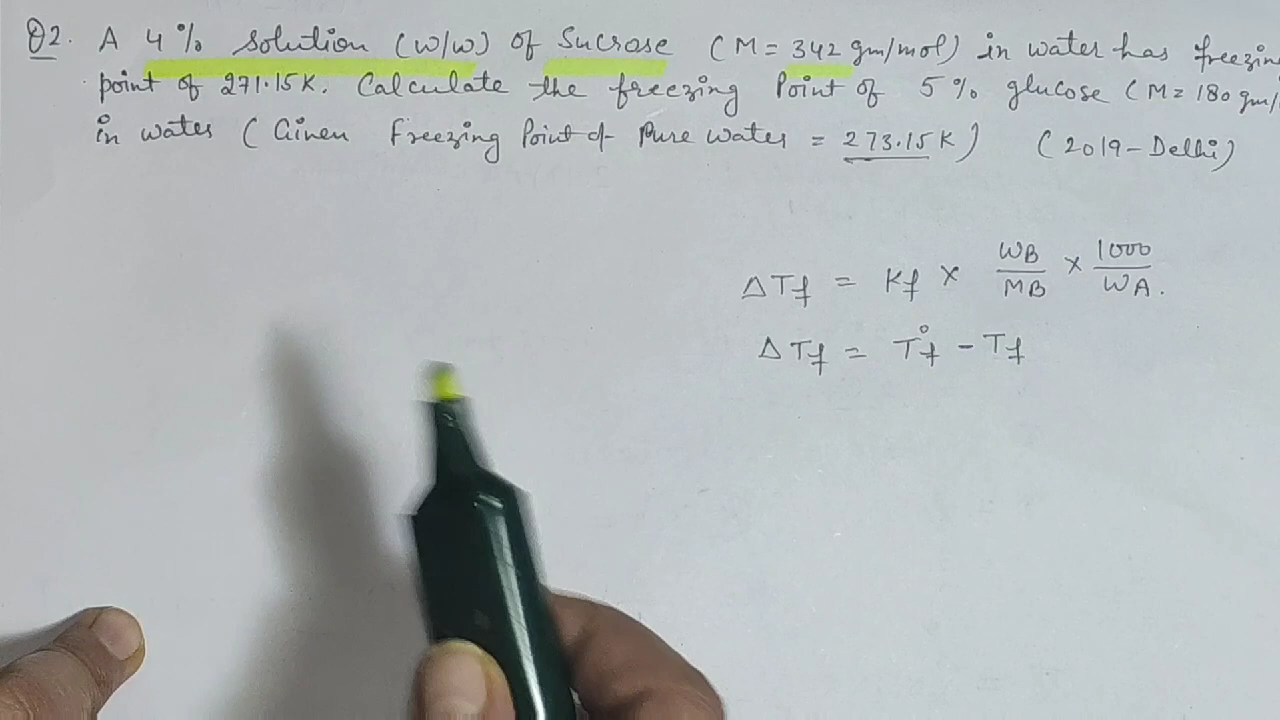 Q2. A 4% solution (W/W) of Sucrose (M = 342 gm/mol) in water has freezin
point of 271.15K. Calculate the freezing Point of 5% glucose (M = 180 gm/
in water (Ginen Freezing Point of Pure water = 273.15K) (2019-Delhi)
ΔTf = Kf × WB/MB × 1000/WA.
ΔTf = T°f - Tf